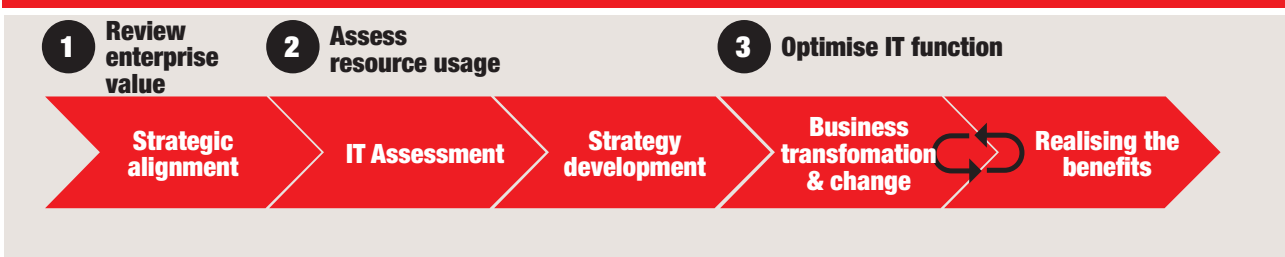 1
Review
enterprise
value
2
Assess
resource usage
3
Optimise IT function
Strategic
alignment
IT Assessment
Strategy
development
Business
transfomation
& change
Realising the
benefits